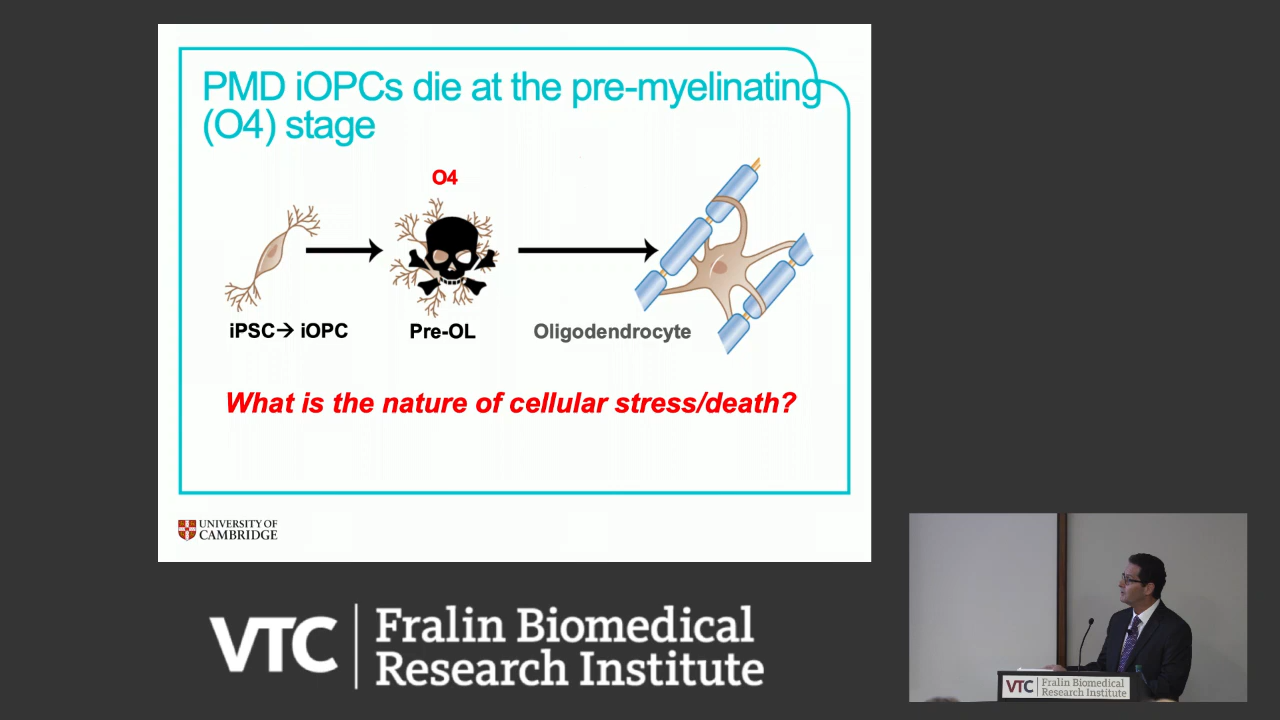 PMD iOPCs die at the pre-myelinating
(O4) stage
O4
iPSC→ iOPC
Pre-OL
Oligodendrocyte
What is the nature of cellular stress/death?
UNIVERSITY OF
CAMBRIDGE
VTC
Fralin Biomedical
Research Institute
VTC
Fralin Biomedical
Research Institute